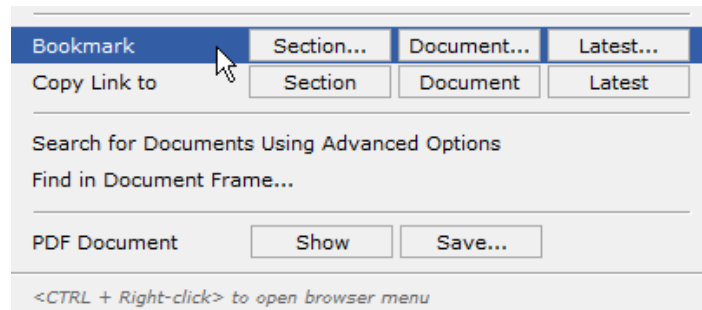 Bookmark Section... Document... Latest...
Copy Link to Section Document Latest
Search for Documents Using Advanced Options
Find in Document Frame...
PDF Document Show Save...
<CTRL + Right-click> to open browser menu